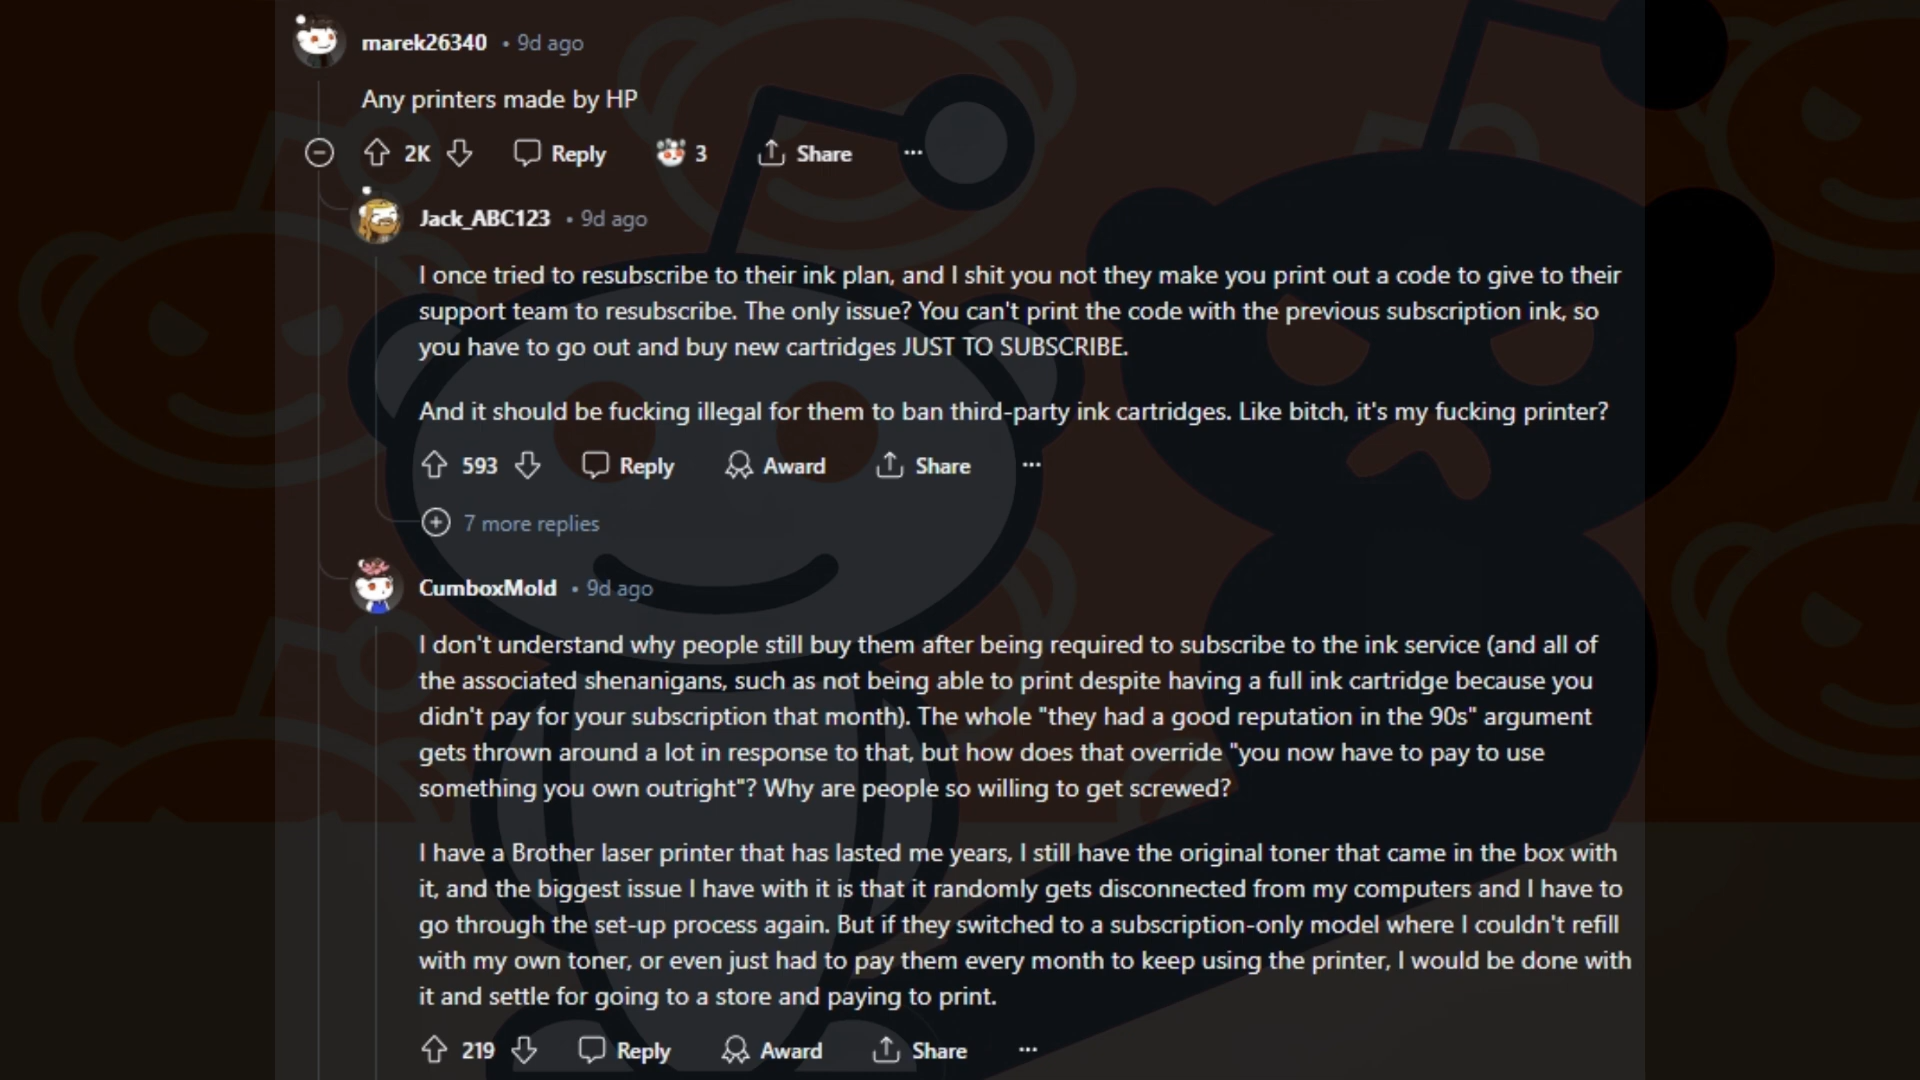 marek26340 • 9d ago
Any printers made by HP
2K Reply 3 Share ...
Jack_ABC123 • 9d ago
I once tried to resubscribe to their ink plan, and I shit you not they make you print out a code to give to their
support team to resubscribe. The only issue? You can't print the code with the previous subscription ink, so
you have to go out and buy new cartridges JUST TO SUBSCRIBE.
And it should be fucking illegal for them to ban third-party ink cartridges. Like bitch, it's my fucking printer?
593 Reply Award Share ...
7 more replies
CumboxMold • 9d ago
I don't understand why people still buy them after being required to subscribe to the ink service (and all of
the associated shenanigans, such as not being able to print despite having a full ink cartridge because you
didn't pay for your subscription that month). The whole "they had a good reputation in the 90s" argument
gets thrown around a lot in response to that, but how does that override "you now have to pay to use
something you own outright"? Why are people so willing to get screwed?
I have a Brother laser printer that has lasted me years, I still have the original toner that came in the box with
it, and the biggest issue I have with it is that it randomly gets disconnected from my computers and I have to
go through the set-up process again. But if they switched to a subscription-only model where I couldn't refill
with my own toner, or even just had to pay them every month to keep using the printer, I would be done with
it and settle for going to a store and paying to print.
219 Reply Award Share ...